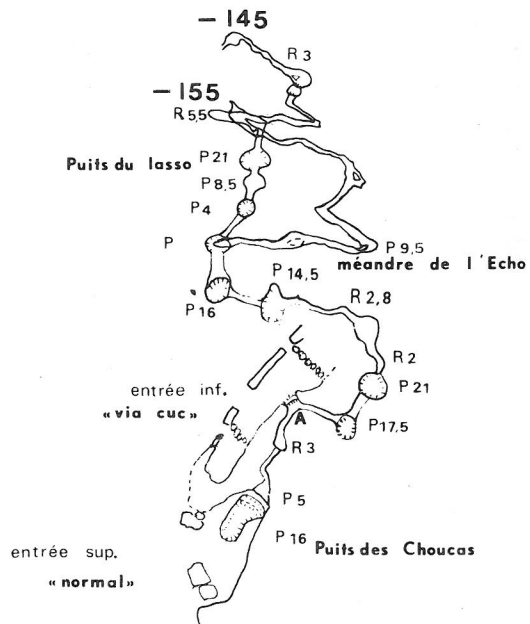 -145
R 3
-155
R 5,5
Puits du lasso
P 21
P 8,5
P 4
P
P 9,5
méandre de l'Echo
P 14,5
P 16
R 2,8
R 2
P 21
entrée inf.
«via cuc»
A
P 17,5
R 3
P 5
P 16
Puits des Choucas
entrée sup.
«normal»